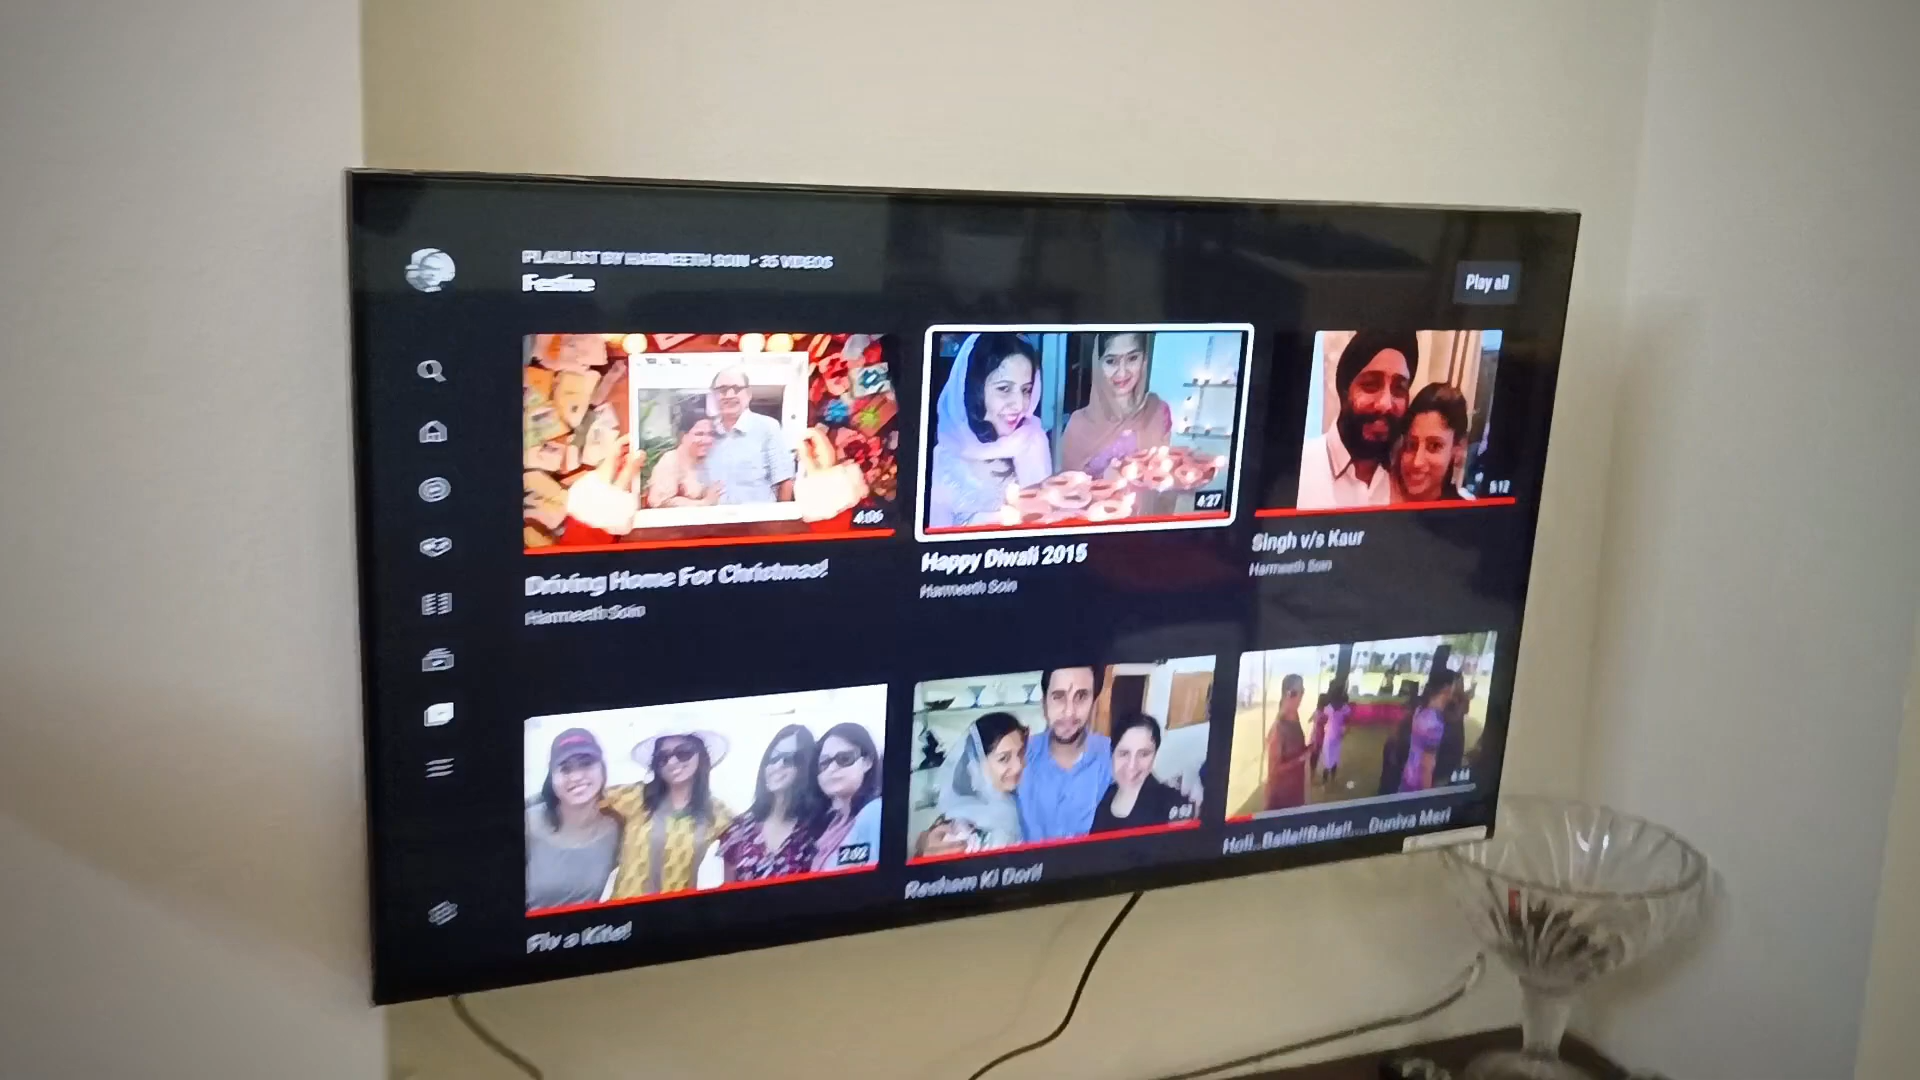 PLAYLIST BY HARMEETH SOIN • 35 VIDEOS
Festive
Play all
4:06
4:27
5:12
Driving Home For Christmas!
Harmeeth Soin
Happy Diwali 2015
Harmeeth Soin
Singh v/s Kaur
Harmeeth Soin
2:02
0:53
Fly a Kite!
Resham Ki Dori!
Holi..Balle!!Balle!!....Duniya Meri